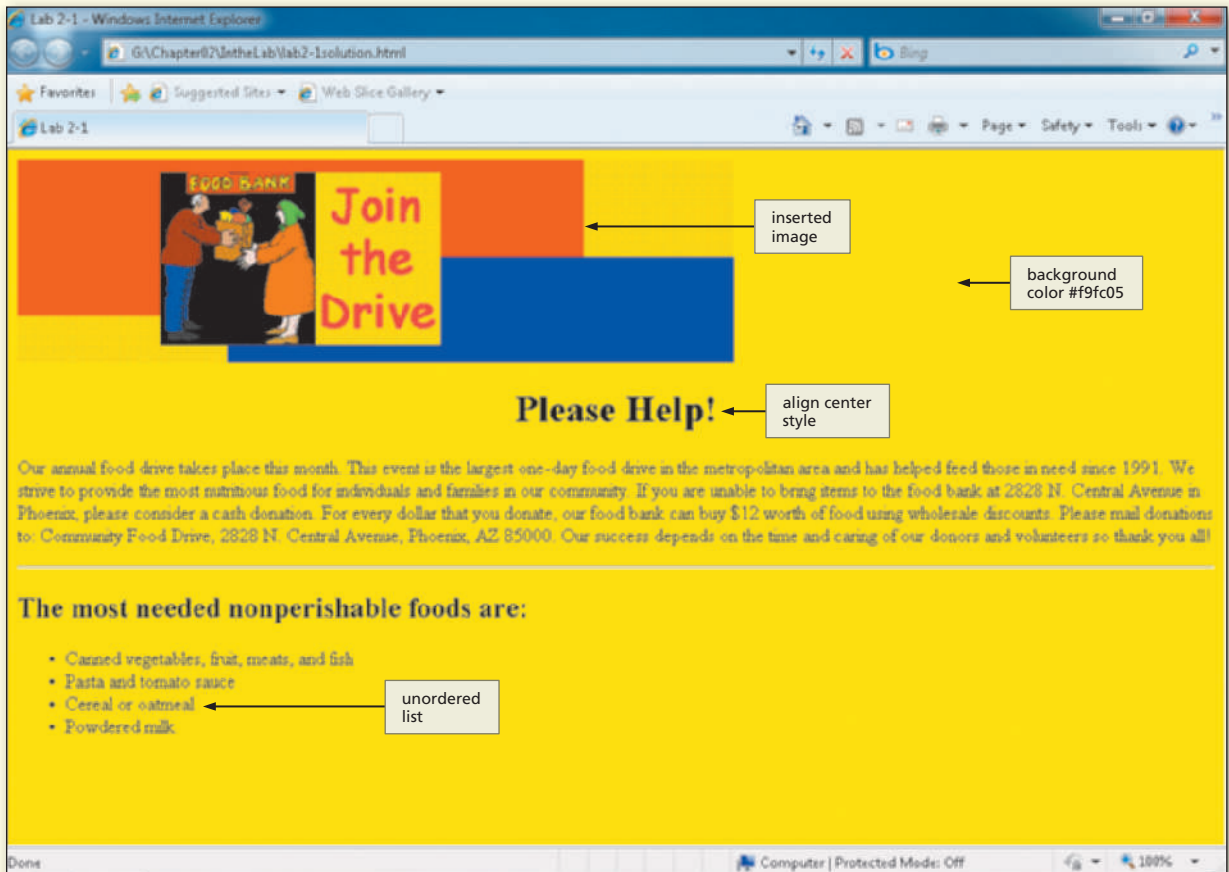 Lab 2-1 - Windows Internet Explorer
G:\Chapter02\IntheLab\lab2-1solution.html
Bing
Favorites
Suggested Sites
Web Slice Gallery
Lab 2-1
Page
Safety
Tools
FOOD BANK
Join
the
Drive
inserted
image
background
color #f9fc05
Please Help!
align center
style
Our annual food drive takes place this month. This event is the largest one-day food drive in the metropolitan area and has helped feed those in need since 1991. We
strive to provide the most nutritious food for individuals and families in our community. If you are unable to bring items to the food bank at 2828 N. Central Avenue in
Phoenix, please consider a cash donation. For every dollar that you donate, our food bank can buy $12 worth of food using wholesale discounts. Please mail donations
to: Community Food Drive, 2828 N. Central Avenue, Phoenix, AZ 85000. Our success depends on the time and caring of our donors and volunteers so thank you all!
The most needed nonperishable foods are:
• Canned vegetables, fruit, meats, and fish
• Pasta and tomato sauce
• Cereal or oatmeal
• Powdered milk
unordered
list
Done
Computer | Protected Mode: Off
100%